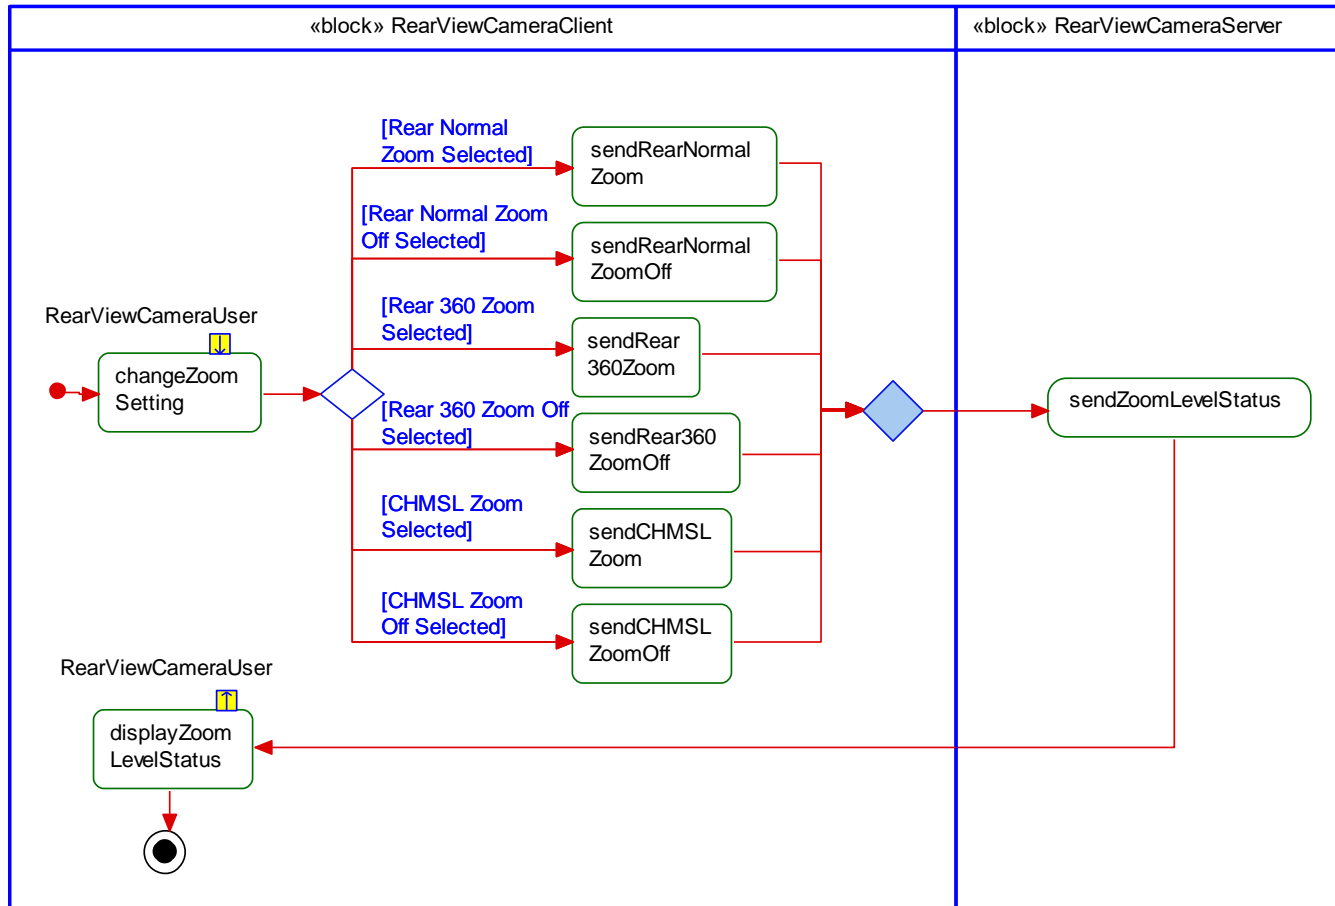 «block» RearViewCameraClient
«block» RearViewCameraServer
[Rear Normal
Zoom Selected]
sendRearNormal
Zoom
[Rear Normal Zoom
Off Selected]
sendRearNormal
ZoomOff
[Rear 360 Zoom
Selected]
sendRear
360Zoom
RearViewCameraUser
changeZoom
Setting
[Rear 360 Zoom Off
Selected]
sendRear360
ZoomOff
sendZoomLevelStatus
[CHMSL Zoom
Selected]
sendCHMSL
Zoom
[CHMSL Zoom
Off Selected]
sendCHMSL
ZoomOff
RearViewCameraUser
displayZoom
LevelStatus